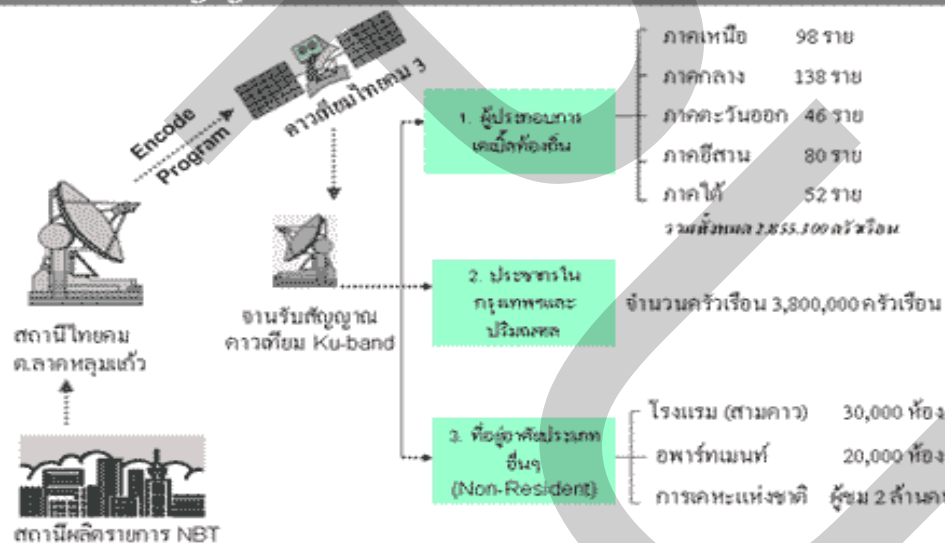 Encode
Program
ดาวเทียมไทยคม 3
สถานีไทยคม
ต.ลาดหลุมแก้ว
สถานีผลิตรายการ NBT
จานรับสัญญาณ
ดาวเทียม Ku-band
1. ผู้ประกอบการ
เคเบิ้ลท้องถิ่น
ภาคเหนือ 98 ราย
ภาคกลาง 138 ราย
ภาคตะวันออก 46 ราย
ภาคอีสาน 80 ราย
ภาคใต้ 52 ราย
รวมทั้งหมด 2,855,300 ครัวเรือน
2. ประชากรใน
กรุงเทพฯและ
ปริมณฑล
จำนวนครัวเรือน 3,800,000 ครัวเรือน
3. ที่อยู่อาศัยประเภท
อื่นๆ
(Non-Resident)
โรงแรม (สามดาว) 30,000 ห้อง
อพาร์ทเมนท์ 20,000 ห้อง
การเคหะแห่งชาติ ผู้ชม 2 ล้านคน